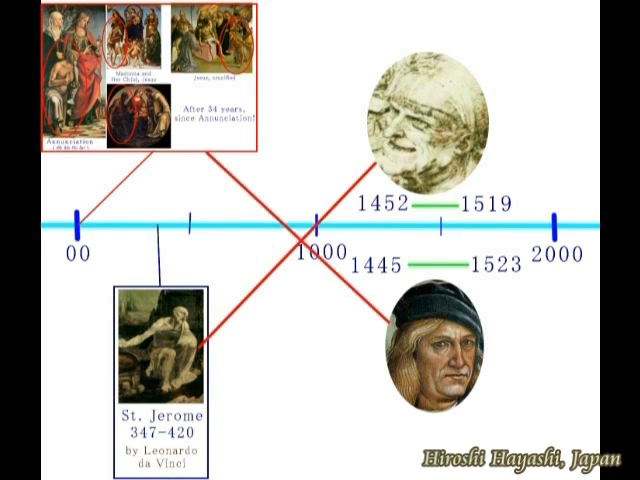 Madonna and
Her Child, Jesus
Jesus, crucified
After 34 years,
since Annunciation!
Annunciation
1452 1519
00
1000
2000
1445 1523
St. Jerome
347-420
by Leonardo
da Vinci
Hiroshi Hayashi, Japan